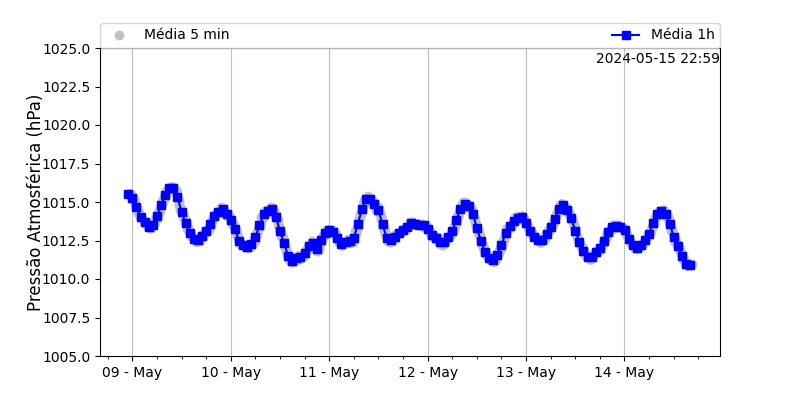 Média 5 min
Média 1h
2024-05-15 22:59
Pressão Atmosférica (hPa)
1025.0
1022.5
1020.0
1017.5
1015.0
1012.5
1010.0
1007.5
1005.0
09 - May
10 - May
11 - May
12 - May
13 - May
14 - May